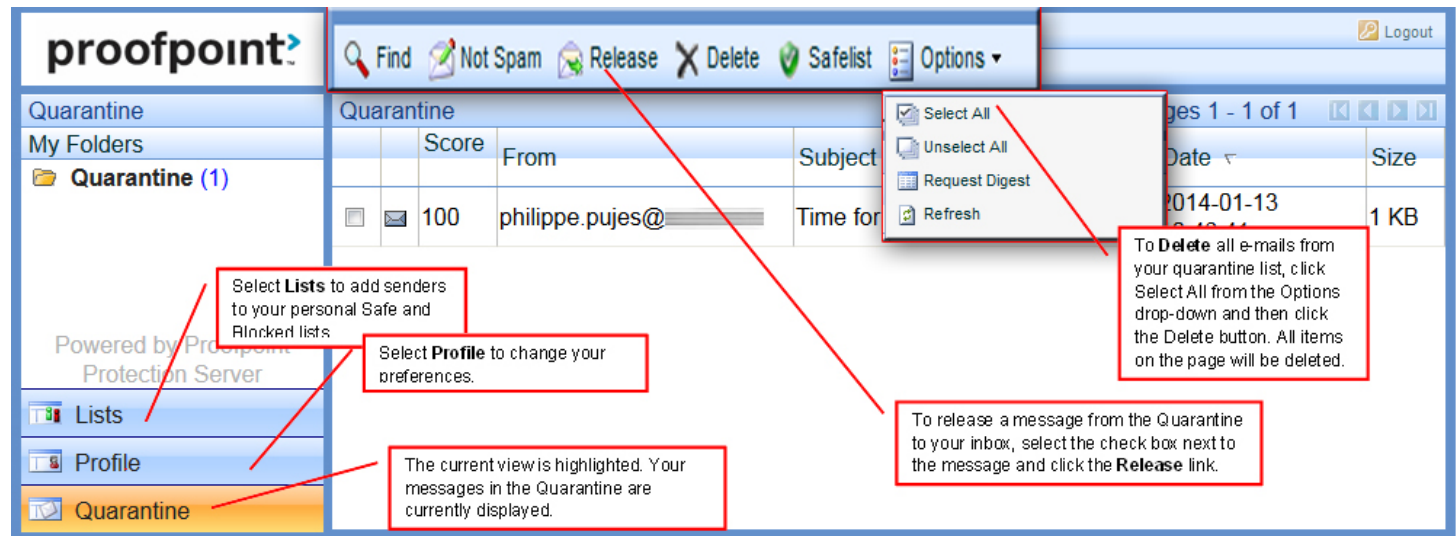 proofpoint
Find Not Spam Release Delete Safelist Options
Logout
Quarantine
My Folders
Quarantine (1)
Quarantine
ges 1 - 1 of 1
Score From Subject Date Size
100 philippe.pujes@ Time for 2014-01-13 1 KB
Select All
Unselect All
Request Digest
Refresh
To Delete all e-mails from
your quarantine list, click
Select All from the Options
drop-down and then click
the Delete button. All items
on the page will be deleted.
Select Lists to add senders
to your personal Safe and
Blocked lists
Select Profile to change your
preferences.
Powered by Proofpoint
Protection Server
Lists
Profile
Quarantine
To release a message from the Quarantine
to your inbox, select the check box next to
the message and click the Release link.
The current view is highlighted. Your
messages in the Quarantine are
currently displayed.